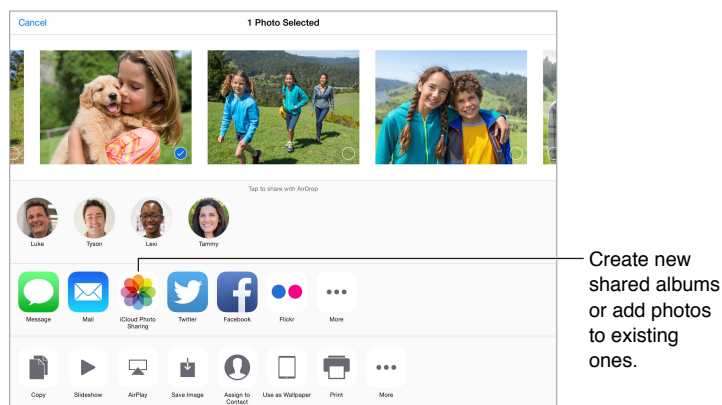 Cancel
1 Photo Selected
Tap to share with AirDrop
Luke
Tyson
Lexi
Tammy
Message
Mail
iCloud Photo
Sharing
Twitter
Facebook
Flickr
More
Create new
shared albums
or add photos
to existing
ones.
Copy
Slideshow
AirPlay
Save Image
Assign to
Contact
Use as Wallpaper
Print
More